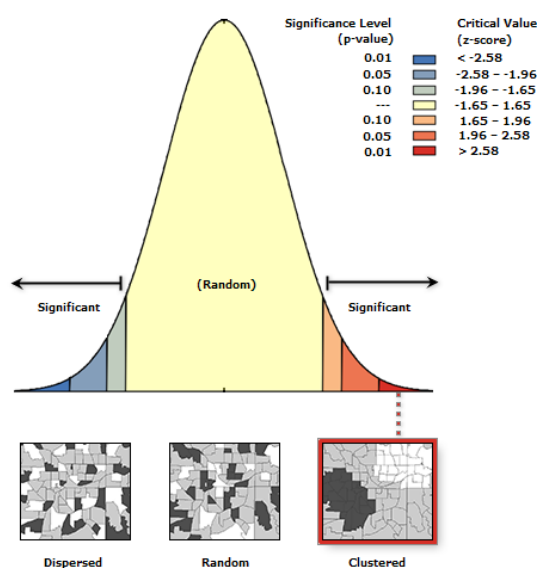 Significance Level Critical Value
(p-value) (z-score)
0.01 < -2.58
0.05 -2.58 – -1.96
0.10 -1.96 – -1.65
--- -1.65 – 1.65
0.10 1.65 – 1.96
0.05 1.96 – 2.58
0.01 > 2.58
(Random)
Significant Significant
Dispersed Random Clustered